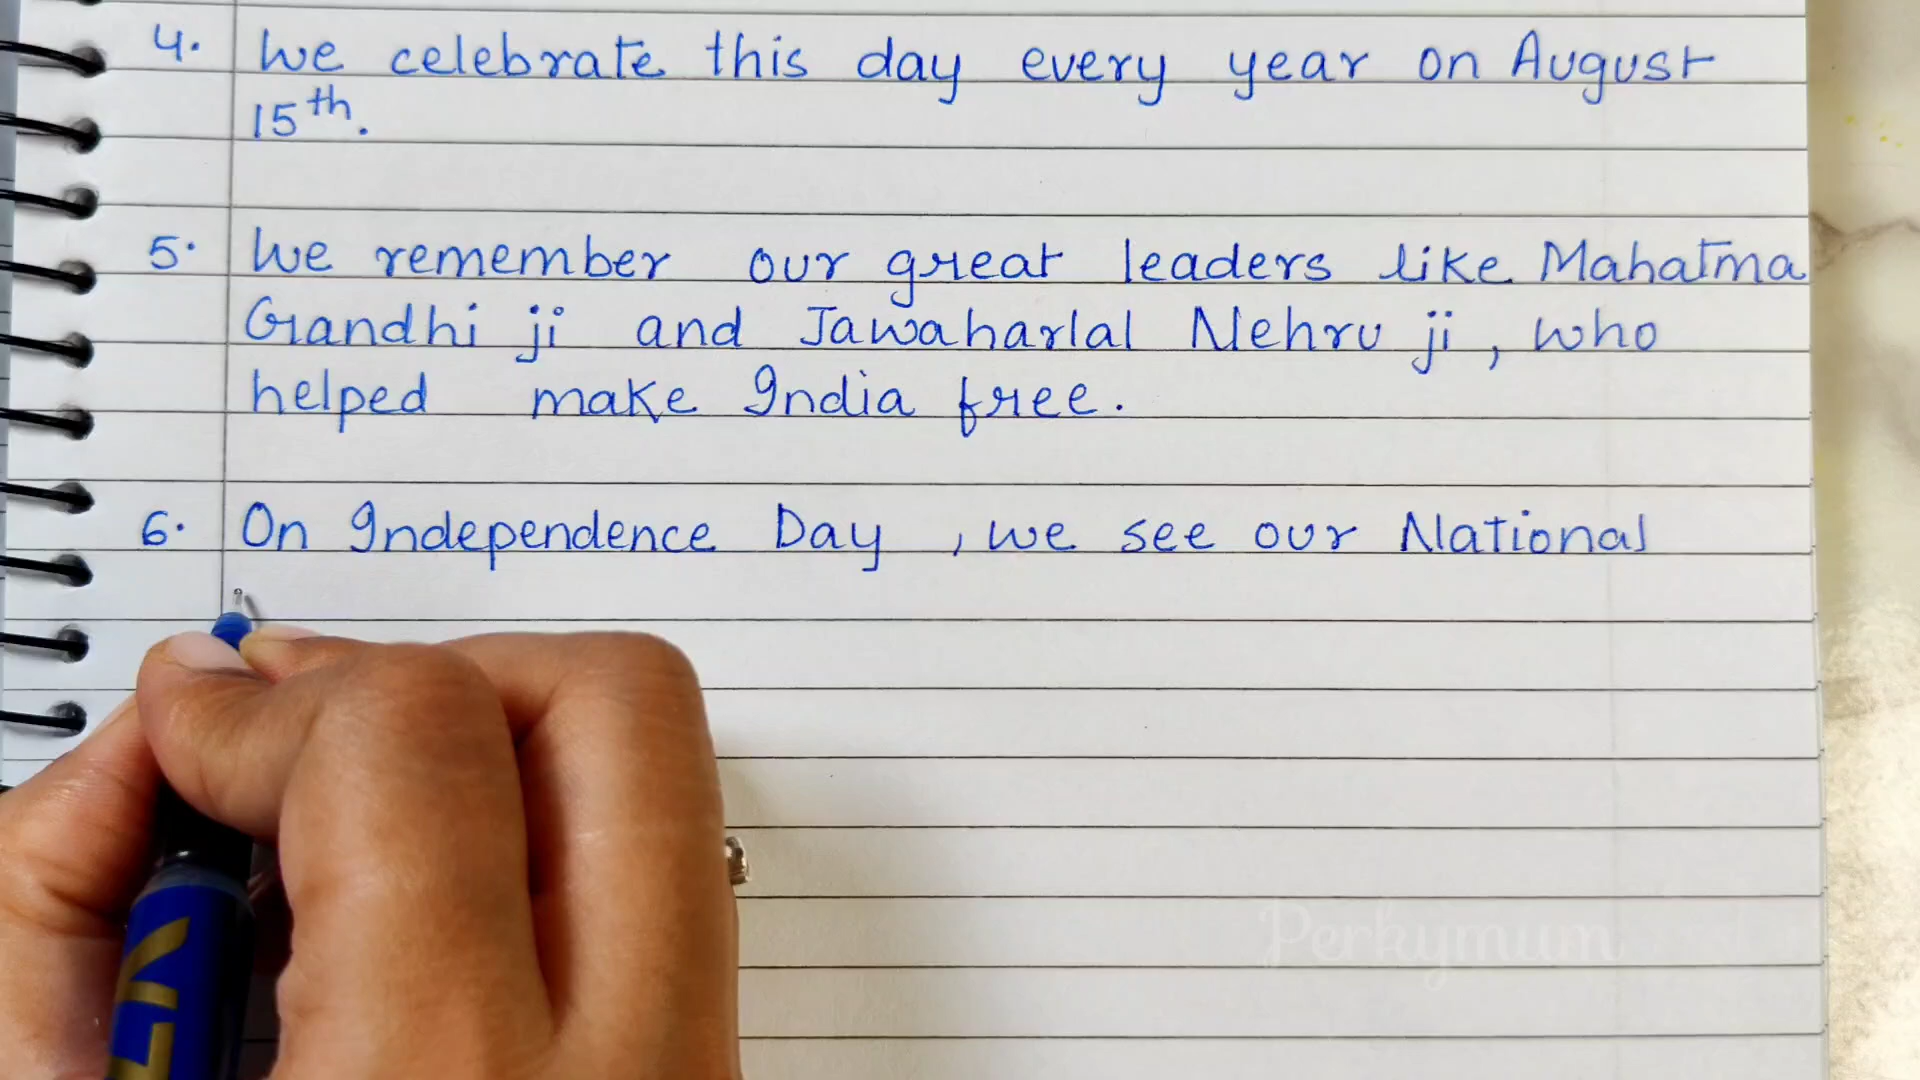 4. We celebrate this day every year on August
15th.
5. We remember our great leaders like Mahatma
Gandhi ji and Jawaharlal Nehru ji, who
helped make India free.
6. On Independence Day, we see our National
Perkymum